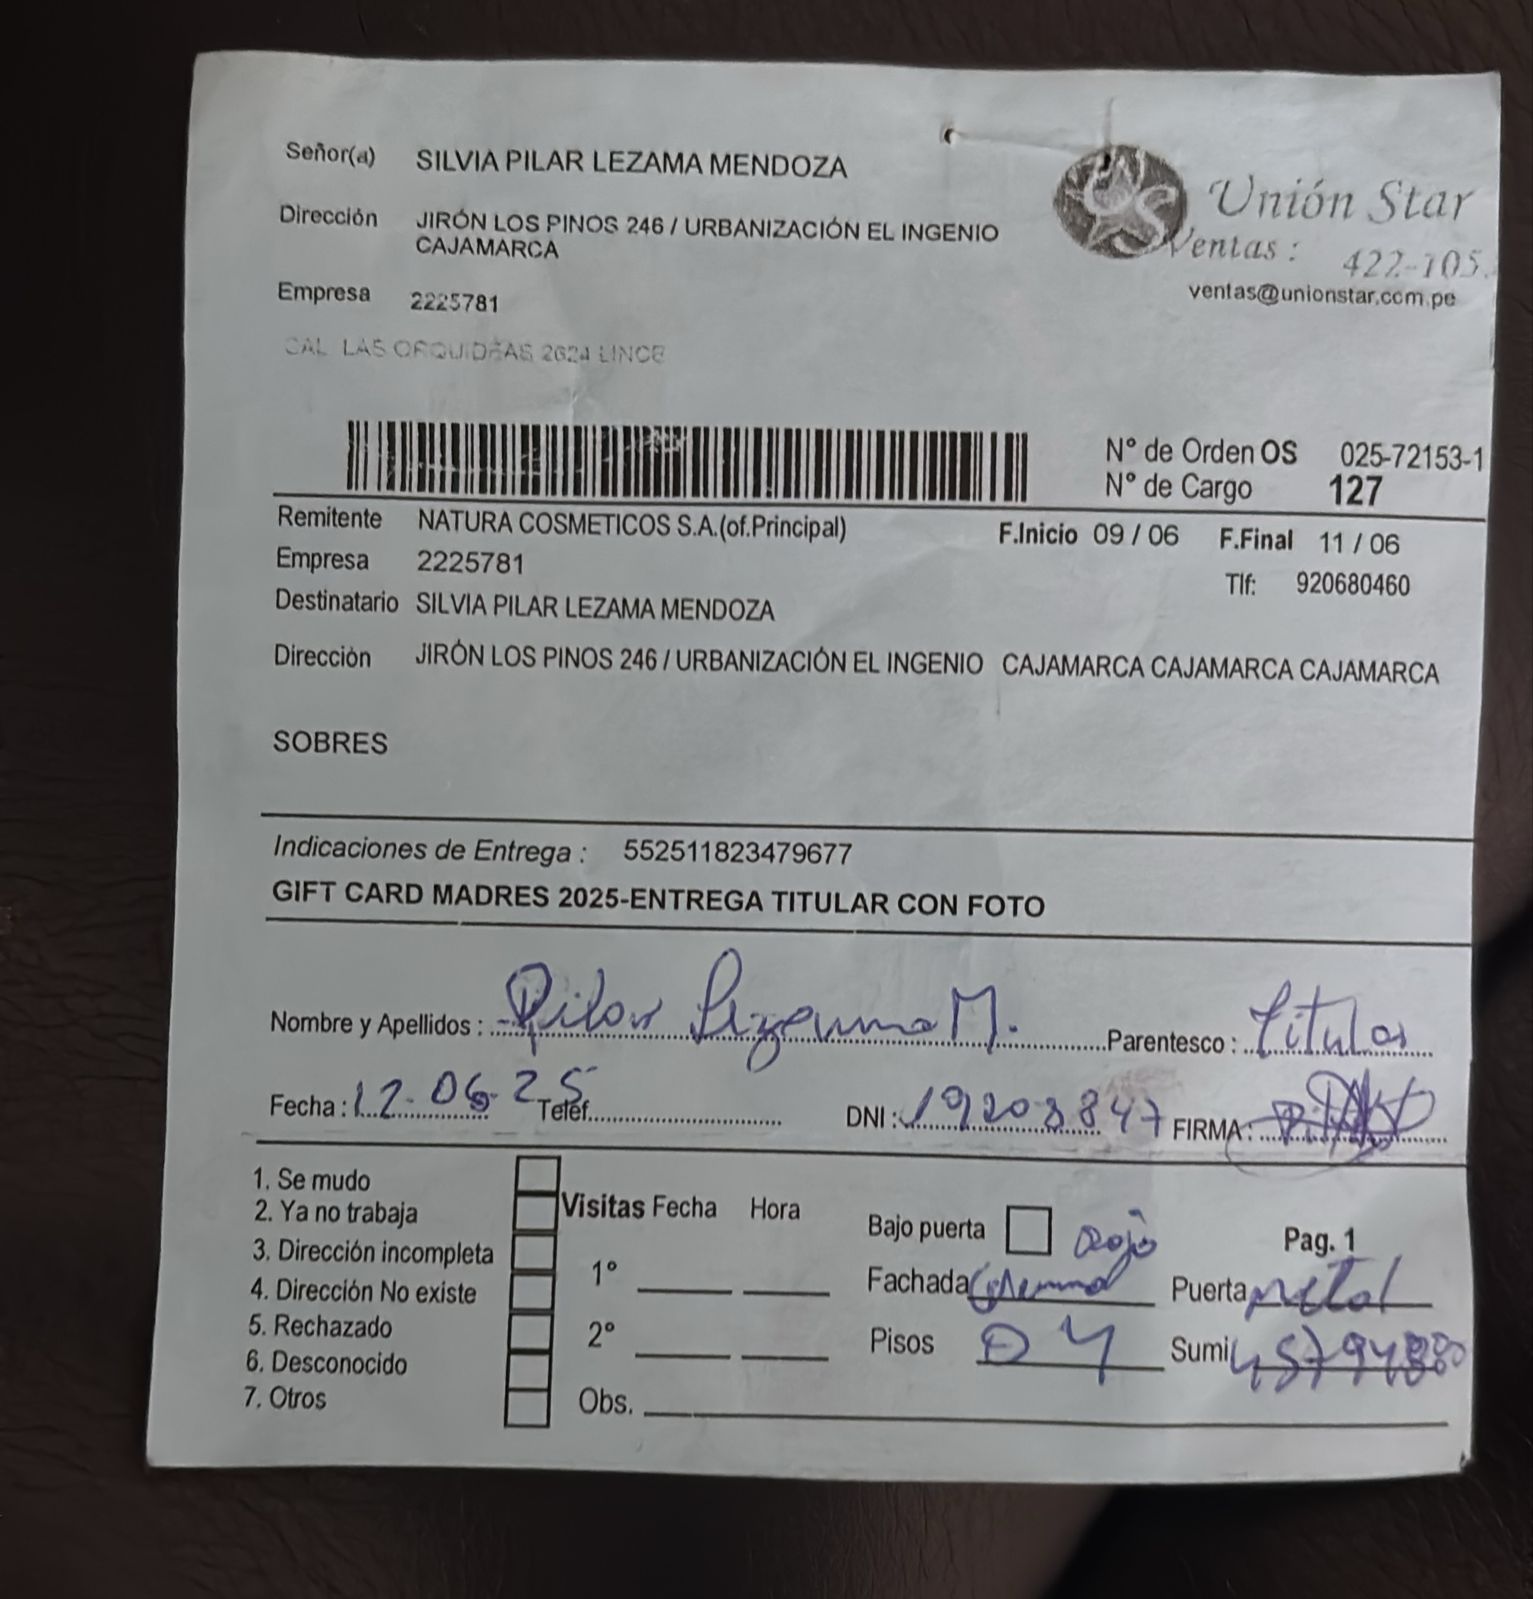 Señor(a) SILVIA PILAR LEZAMA MENDOZA
Dirección JIRÓN LOS PINOS 246 / URBANIZACIÓN EL INGENIO
CAJAMARCA
Unión Star
Ventas : 422-105.
ventas@unionstar.com.pe
Empresa 2225781
CAL LAS ORQUIDEAS 2624 LINCE
N° de Orden OS 025-72153-1
N° de Cargo 127
Remitente NATURA COSMETICOS S.A.(of.Principal) F.Inicio 09 / 06 F.Final 11 / 06
Empresa 2225781 Tlf: 920680460
Destinatario SILVIA PILAR LEZAMA MENDOZA
Dirección JIRÓN LOS PINOS 246 / URBANIZACIÓN EL INGENIO CAJAMARCA CAJAMARCA CAJAMARCA
SOBRES
Indicaciones de Entrega : 552511823479677
GIFT CARD MADRES 2025-ENTREGA TITULAR CON FOTO
Nombre y Apellidos : Pilar Lezama M. Parentesco : Titular
Fecha : 12-06-25 Telef. DNI : 19208847 FIRMA :
1. Se mudo
2. Ya no trabaja
3. Dirección incompleta
4. Dirección No existe
5. Rechazado
6. Desconocido
7. Otros
Visitas Fecha Hora
1°
2°
Obs.
Bajo puerta Rojo Pag. 1
Fachada Puerta metal
Pisos 4 Sumi